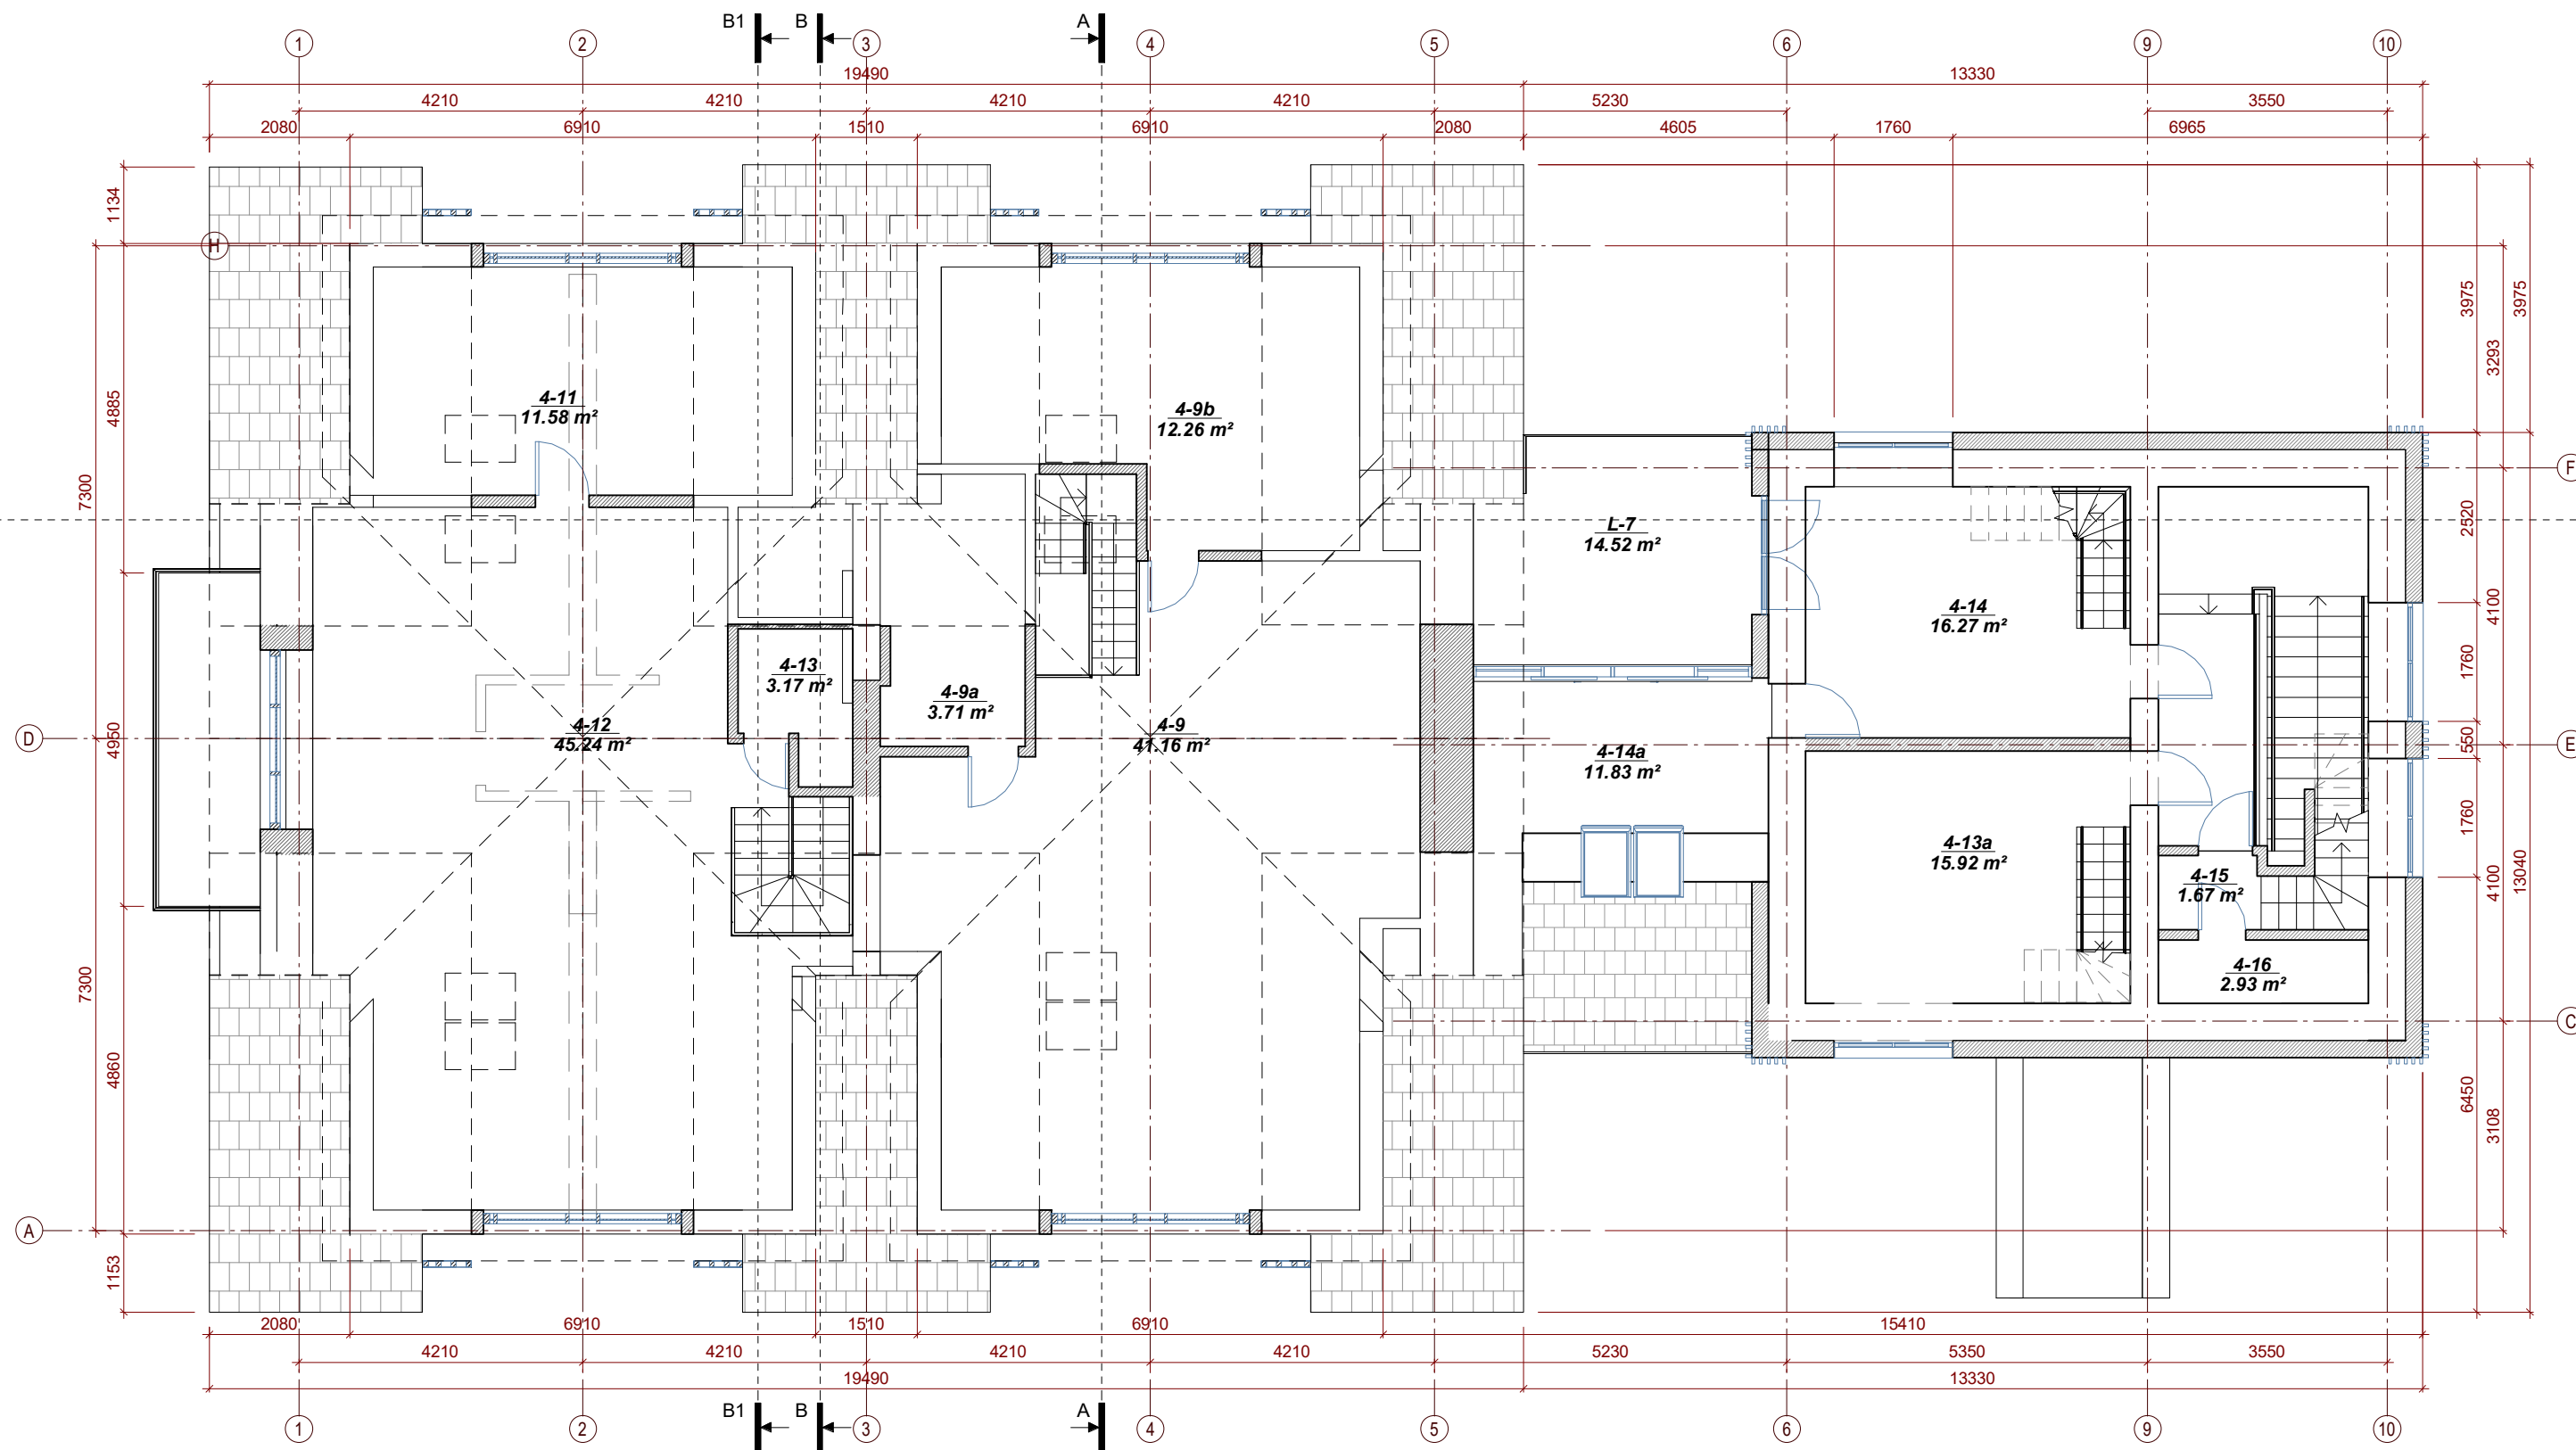 B1 B A
1 2 3 4 5 6 9 10
19490 13330
4210 4210 4210 4210 5230 3550
2080 6910 1510 6910 2080 4605 1760 6965
1134
H
3975 3975
3293
4885
4-11
11.58 m²
4-9b
12.26 m²
F
7300
L-7
14.52 m²
2520
4-14
16.27 m²
4100
4-13
3.17 m²
4-9a
3.71 m²
1760
D
4950
4-12
45.24 m²
4-9
41.16 m²
4-14a
11.83 m²
550
E
4-13a
15.92 m²
1760
4-15
1.67 m²
4100
13040
7300
4-16
2.93 m²
C
4860
6450
3108
A
1153
2080 6910 1510 6910 15410
4210 4210 4210 4210 5230 5350 3550
19490 13330
B1 B A
1 2 3 4 5 6 9 10